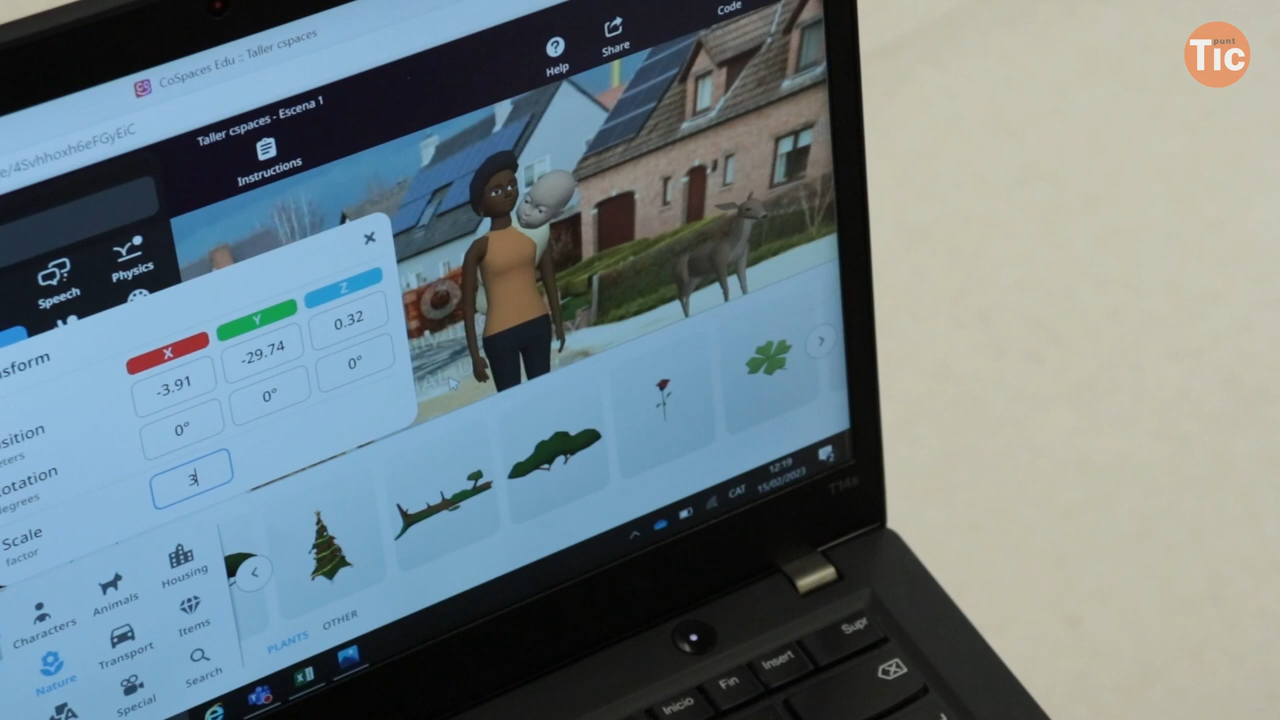 punt
Tic
CoSpaces Edu :: Taller cspaces
e/4Svhhoxh6eFGyEiC
Taller cspaces - Escena 1
Instructions
Help
Share
Code
Speech
Physics
nsform
X
Y
Z
-3.91
-29.74
0.32
0°
0°
0°
sition
eters
otation
egrees
3
Scale
factor
Characters
Animals
Housing
Nature
Transport
Items
Special
Search
PLANTS
OTHER
CAT
12:19
15/02/2023
T14s
Inicio
Fin
Insert
Supr